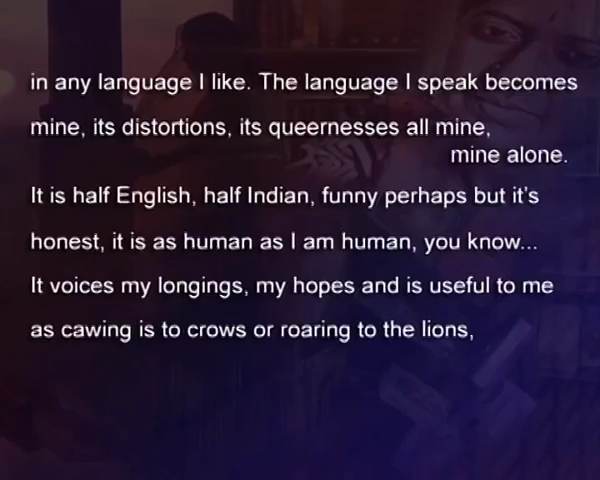 in any language I like. The language I speak becomes
mine, its distortions, its queernesses all mine,
mine alone.
It is half English, half Indian, funny perhaps but it's
honest, it is as human as I am human, you know...
It voices my longings, my hopes and is useful to me
as cawing is to crows or roaring to the lions,